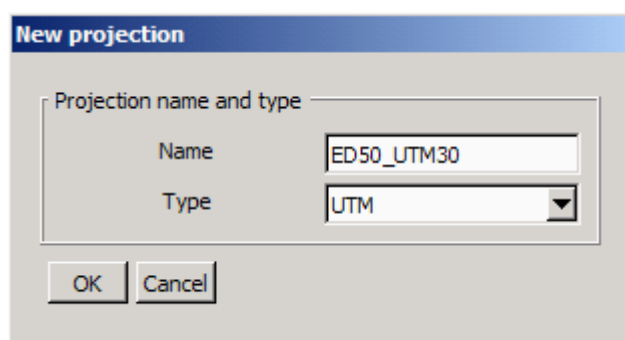 New projection
Projection name and type
Name ED50_UTM30
Type UTM
OK Cancel